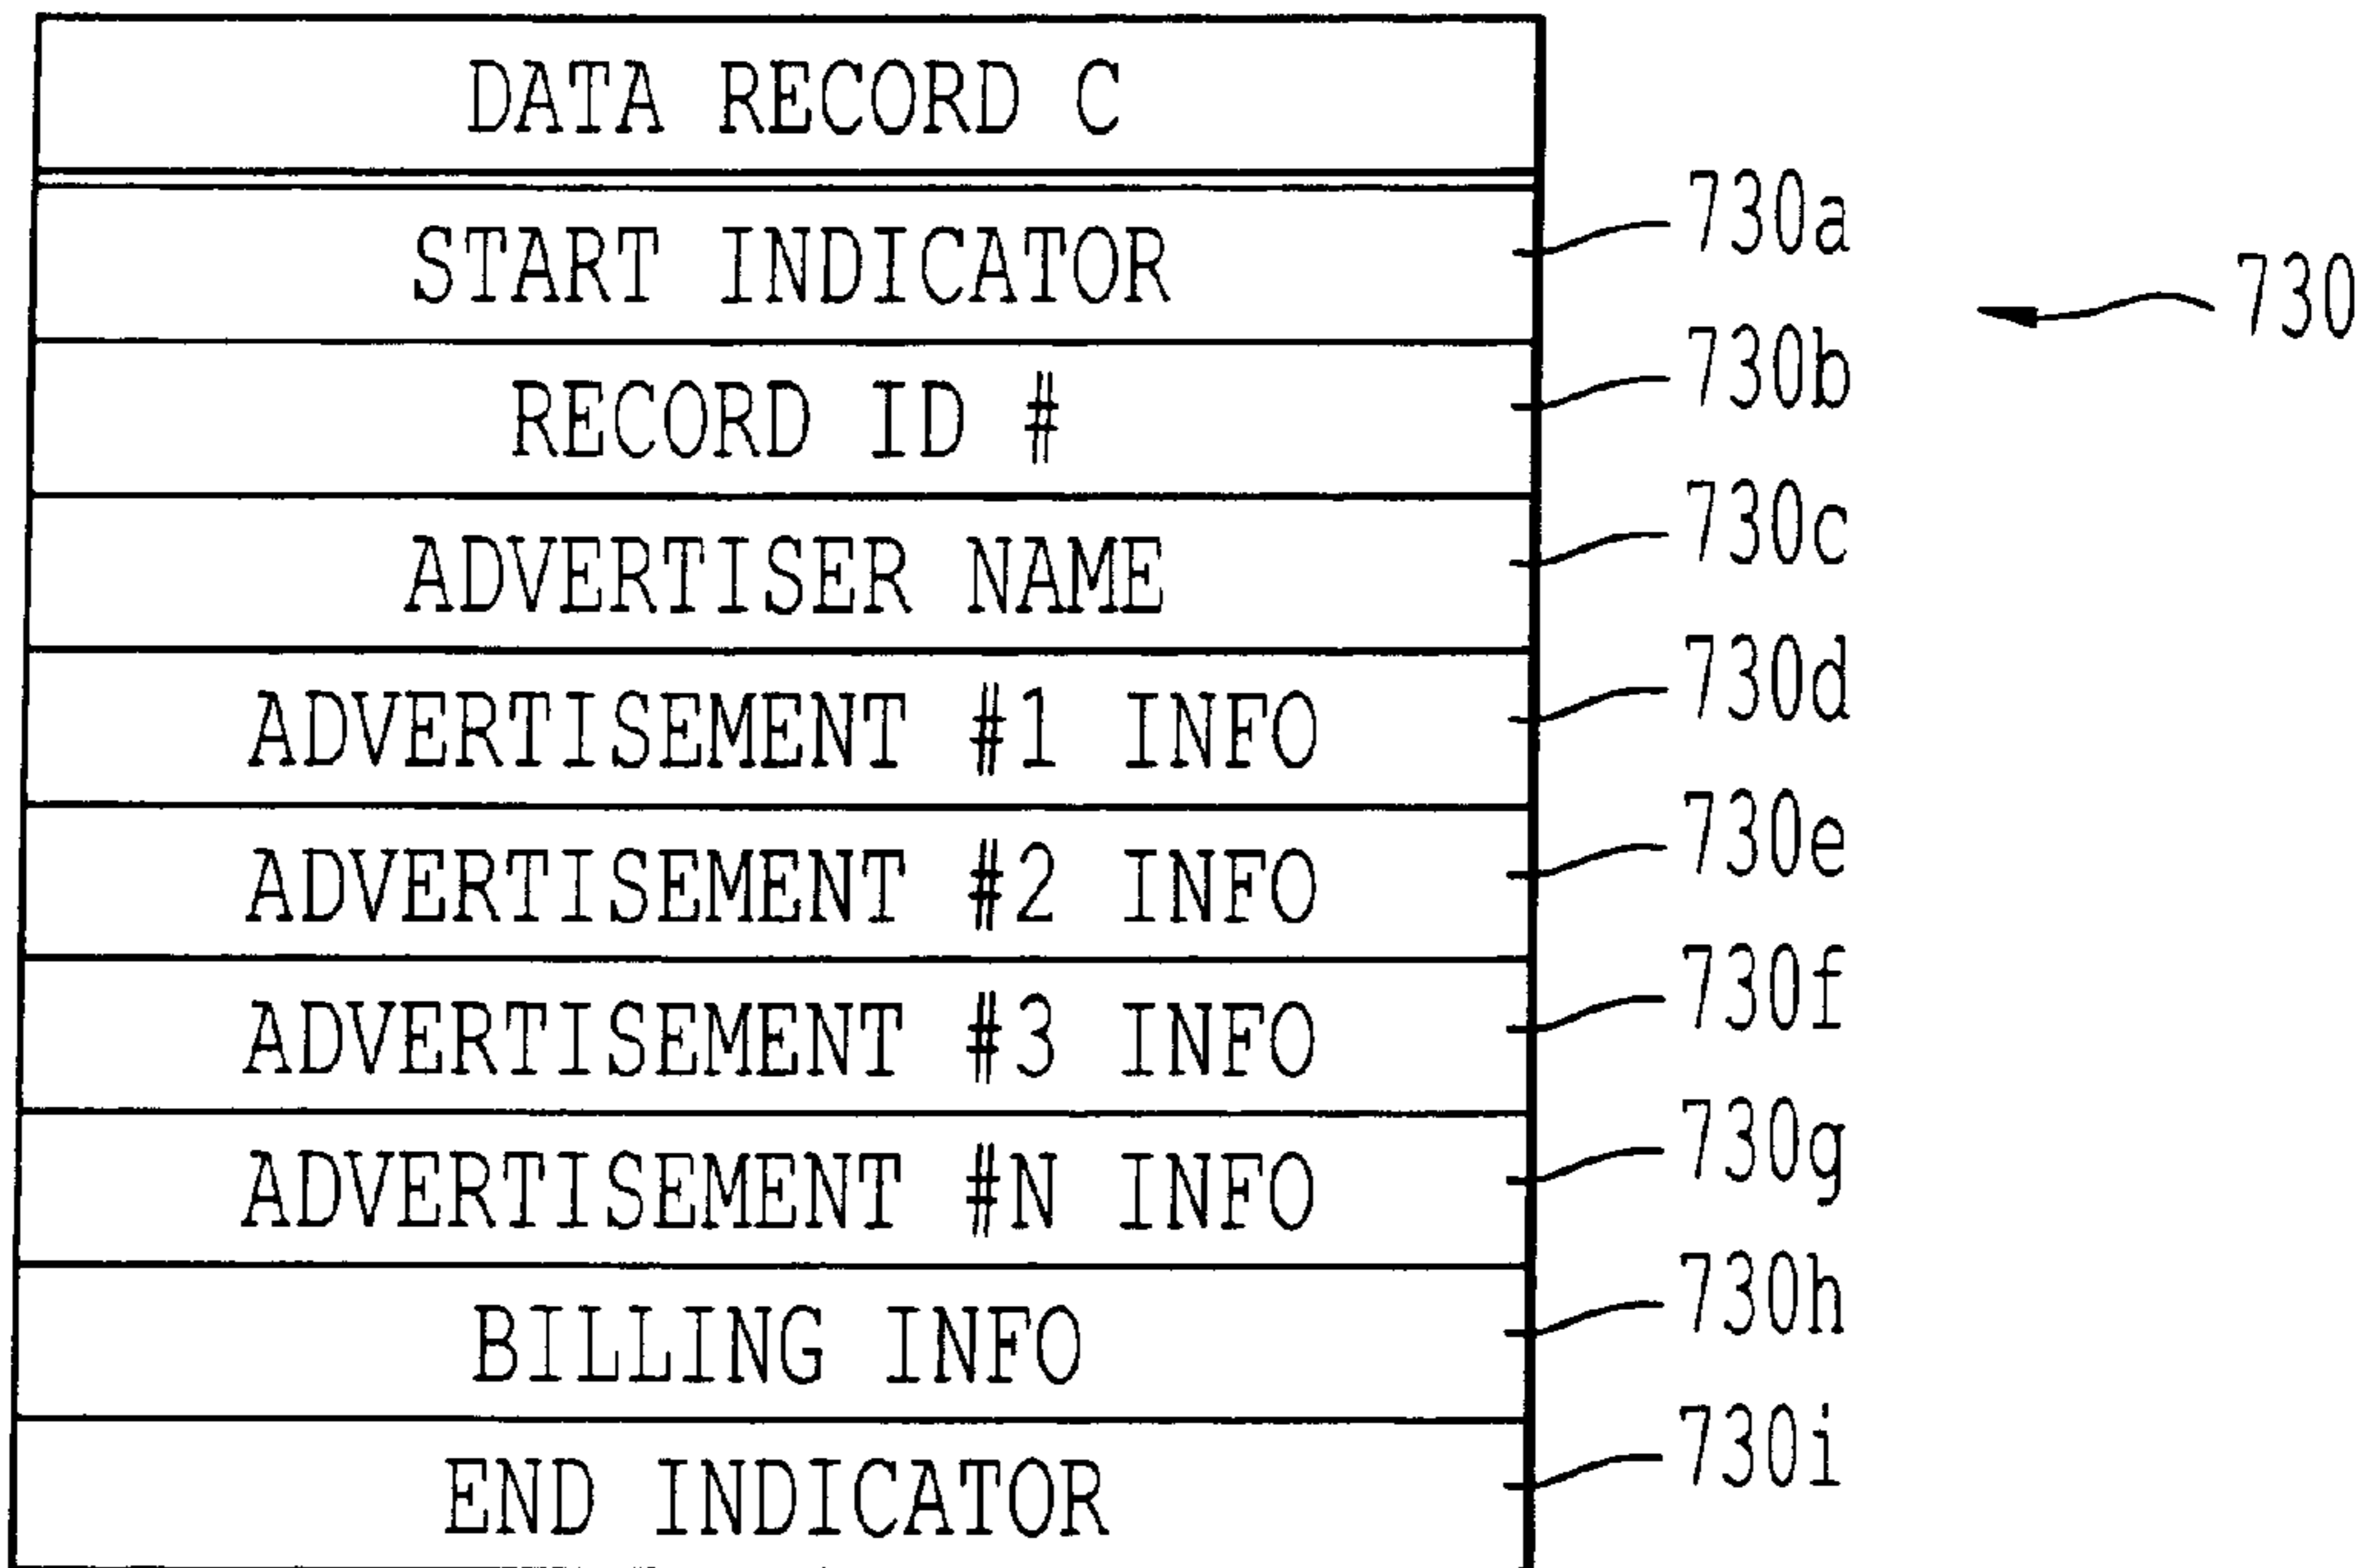 DATA RECORD C
START INDICATOR 730a
730
RECORD ID # 730b
ADVERTISER NAME 730c
ADVERTISEMENT #1 INFO 730d
ADVERTISEMENT #2 INFO 730e
ADVERTISEMENT #3 INFO 730f
ADVERTISEMENT #N INFO 730g
BILLING INFO 730h
END INDICATOR 730i